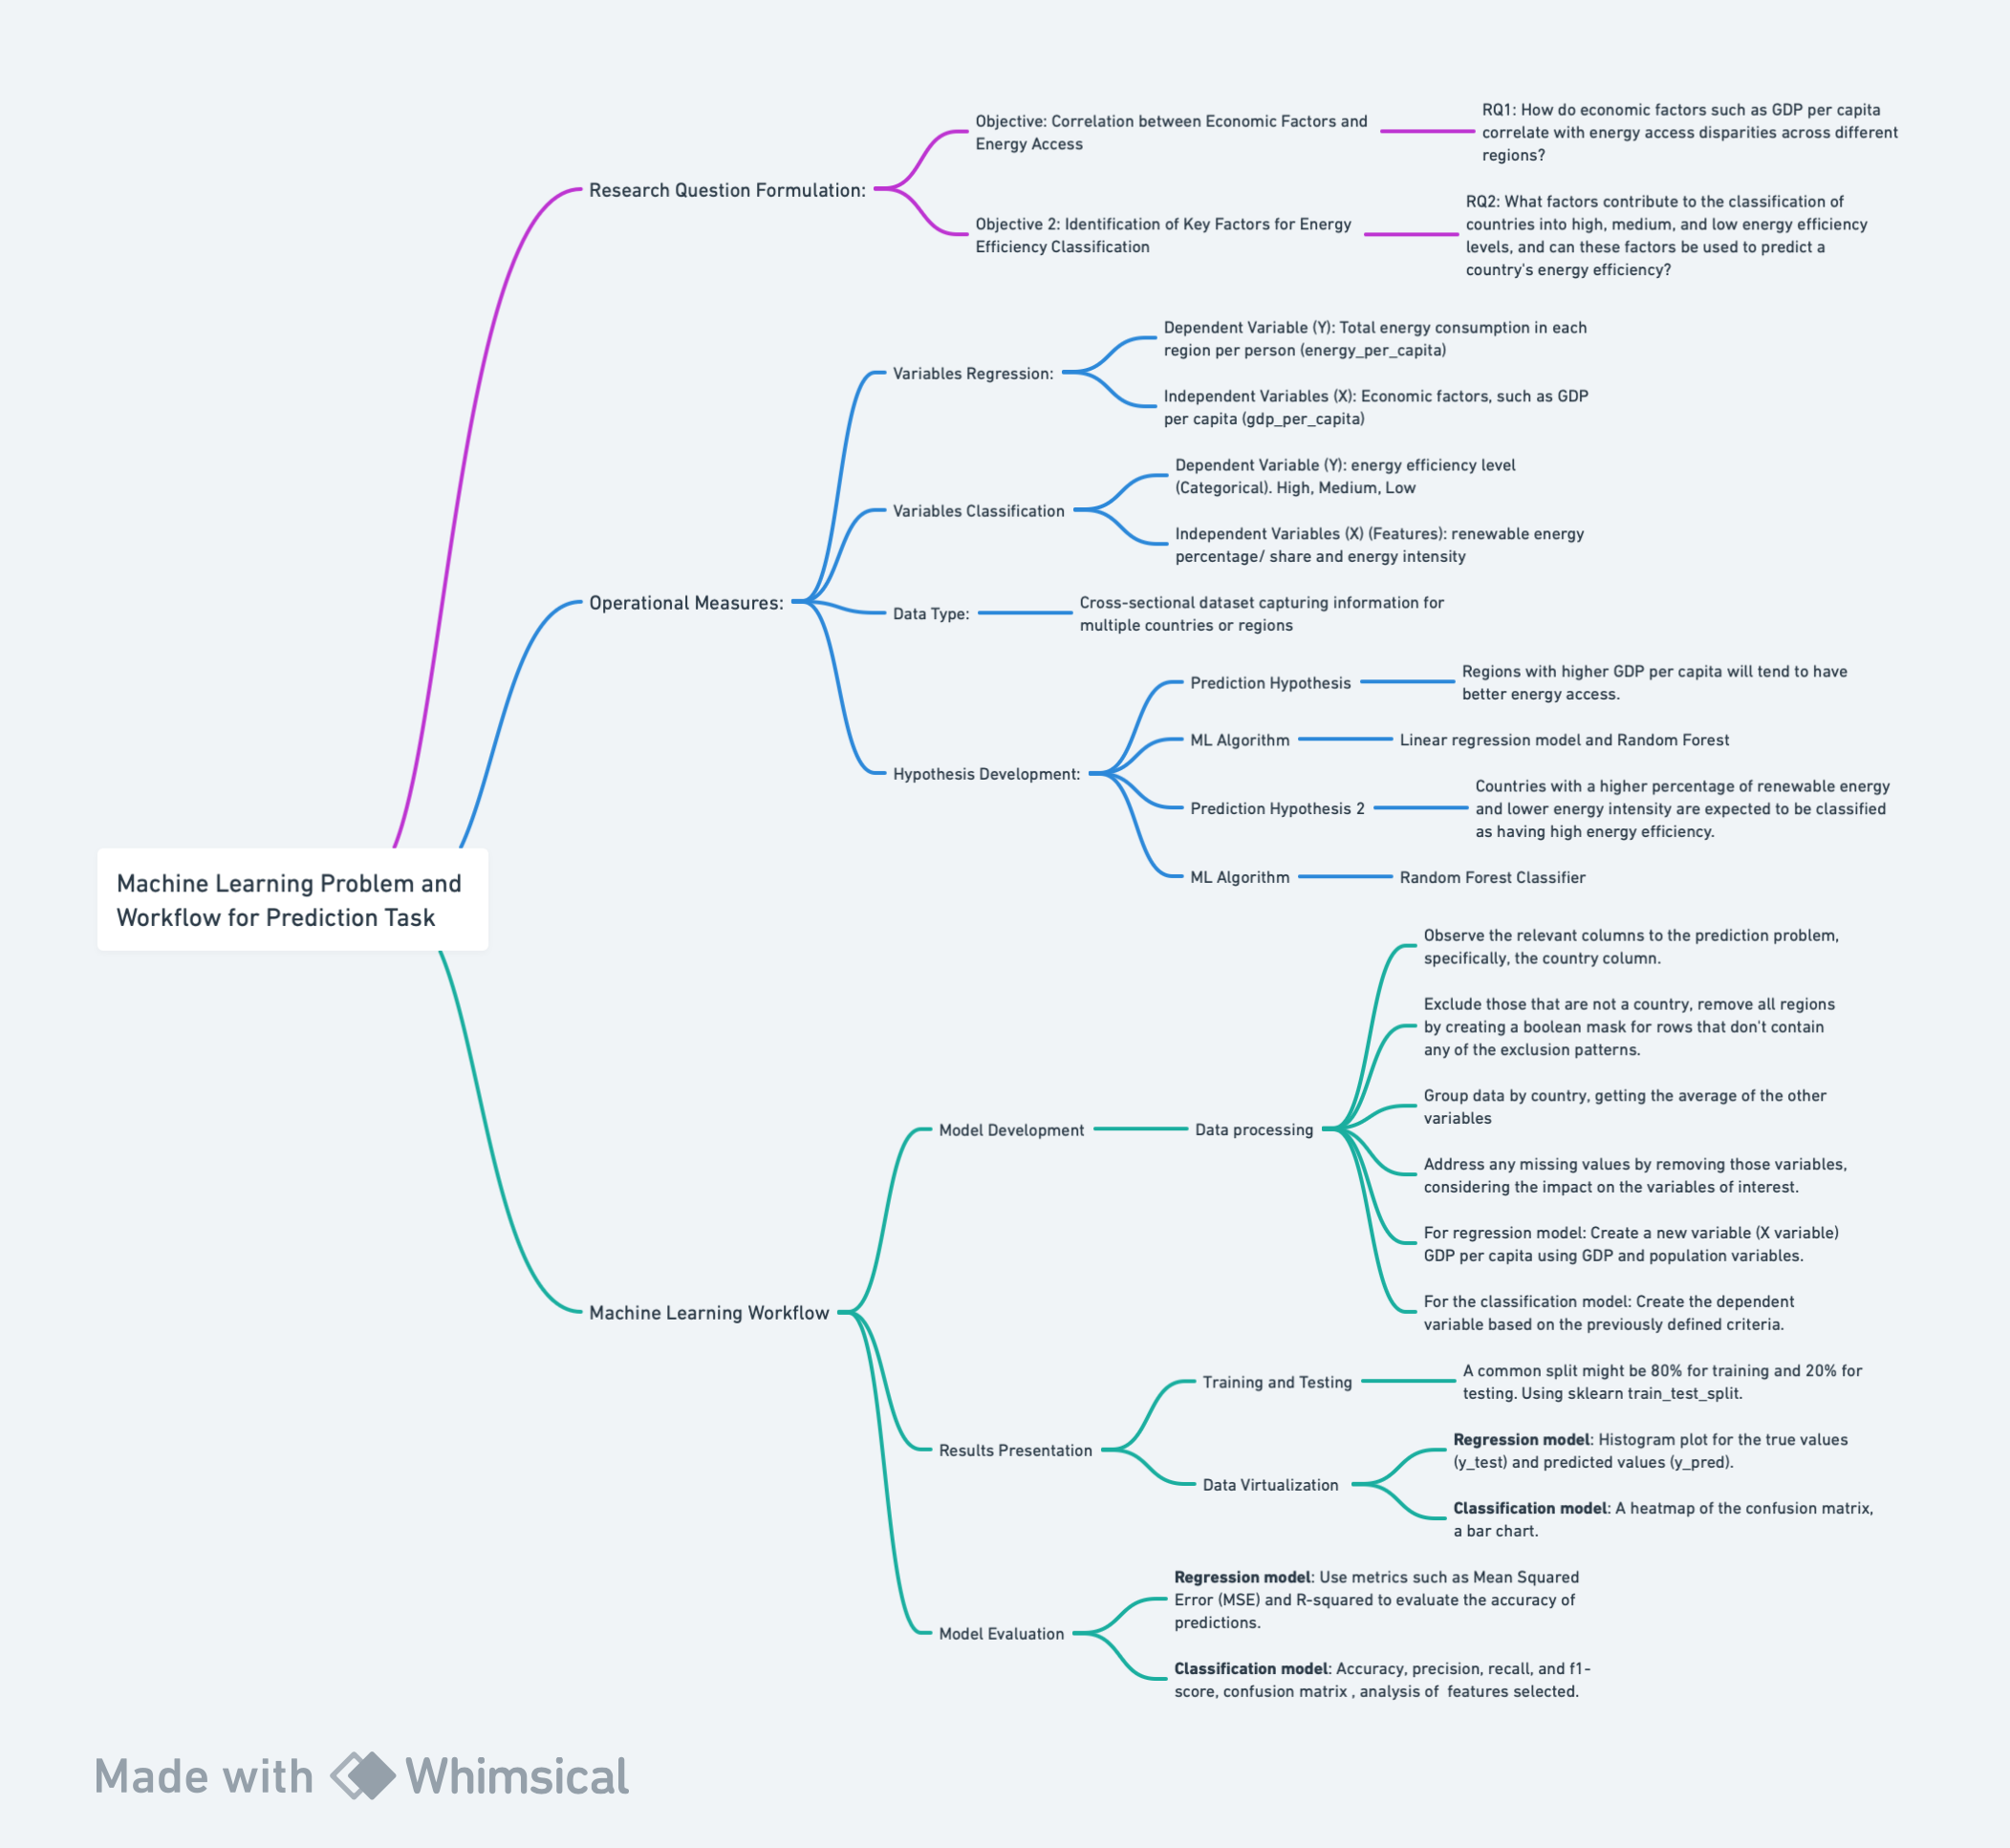 Objective: Correlation between Economic Factors and
Energy Access
RQ1: How do economic factors such as GDP per capita
correlate with energy access disparities across different
regions?
Research Question Formulation:
Objective 2: Identification of Key Factors for Energy
Efficiency Classification
RQ2: What factors contribute to the classification of
countries into high, medium, and low energy efficiency
levels, and can these factors be used to predict a
country's energy efficiency?
Variables Regression:
Dependent Variable (Y): Total energy consumption in each
region per person (energy_per_capita)
Independent Variables (X): Economic factors, such as GDP
per capita (gdp_per_capita)
Variables Classification
Dependent Variable (Y): energy efficiency level
(Categorical). High, Medium, Low
Independent Variables (X) (Features): renewable energy
percentage/ share and energy intensity
Operational Measures:
Data Type:
Cross-sectional dataset capturing information for
multiple countries or regions
Hypothesis Development:
Prediction Hypothesis
Regions with higher GDP per capita will tend to have
better energy access.
ML Algorithm
Linear regression model and Random Forest
Prediction Hypothesis 2
Countries with a higher percentage of renewable energy
and lower energy intensity are expected to be classified
as having high energy efficiency.
ML Algorithm
Random Forest Classifier
Machine Learning Problem and
Workflow for Prediction Task
Machine Learning Workflow
Model Development
Data processing
Observe the relevant columns to the prediction problem,
specifically, the country column.
Exclude those that are not a country, remove all regions
by creating a boolean mask for rows that don't contain
any of the exclusion patterns.
Group data by country, getting the average of the other
variables
Address any missing values by removing those variables,
considering the impact on the variables of interest.
For regression model: Create a new variable (X variable)
GDP per capita using GDP and population variables.
For the classification model: Create the dependent
variable based on the previously defined criteria.
Results Presentation
Training and Testing
A common split might be 80% for training and 20% for
testing. Using sklearn train_test_split.
Data Virtualization
Regression model: Histogram plot for the true values
(y_test) and predicted values (y_pred).
Classification model: A heatmap of the confusion matrix,
a bar chart.
Model Evaluation
Regression model: Use metrics such as Mean Squared
Error (MSE) and R-squared to evaluate the accuracy of
predictions.
Classification model: Accuracy, precision, recall, and f1-
score, confusion matrix , analysis of  features selected.
Made with Whimsical